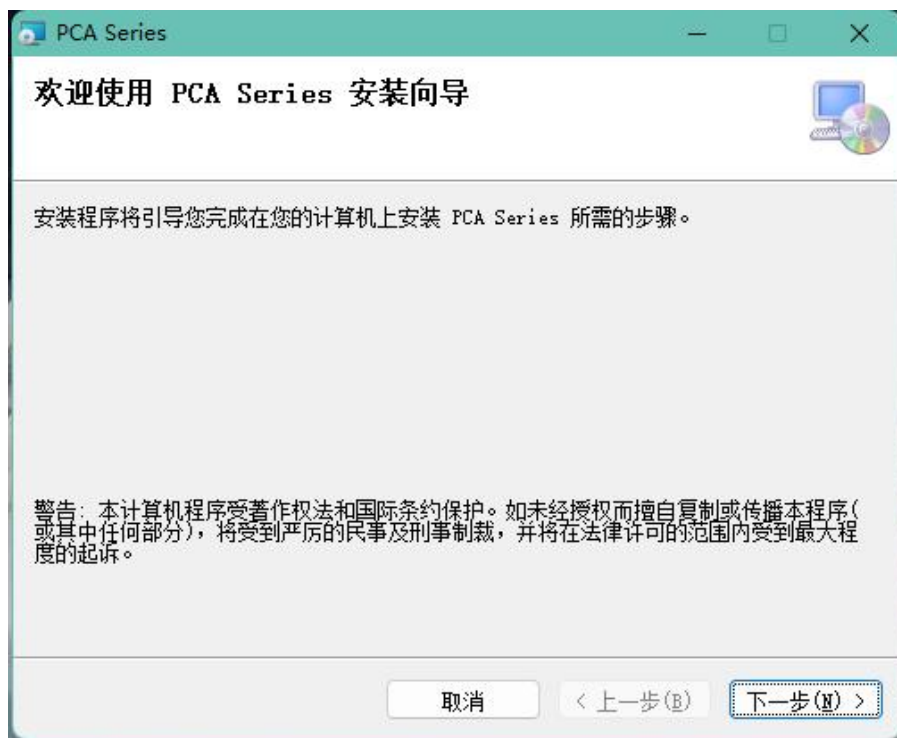 PCA Series
欢迎使用 PCA Series 安装向导
安装程序将引导您完成在您的计算机上安装 PCA Series 所需的步骤。
警告: 本计算机程序受著作权法和国际条约保护。如未经授权而擅自复制或传播本程序(
或其中任何部分), 将受到严厉的民事及刑事制裁, 并将在法律许可的范围内受到最大程
度的起诉。
取消
< 上一步(B)
下一步(N) >